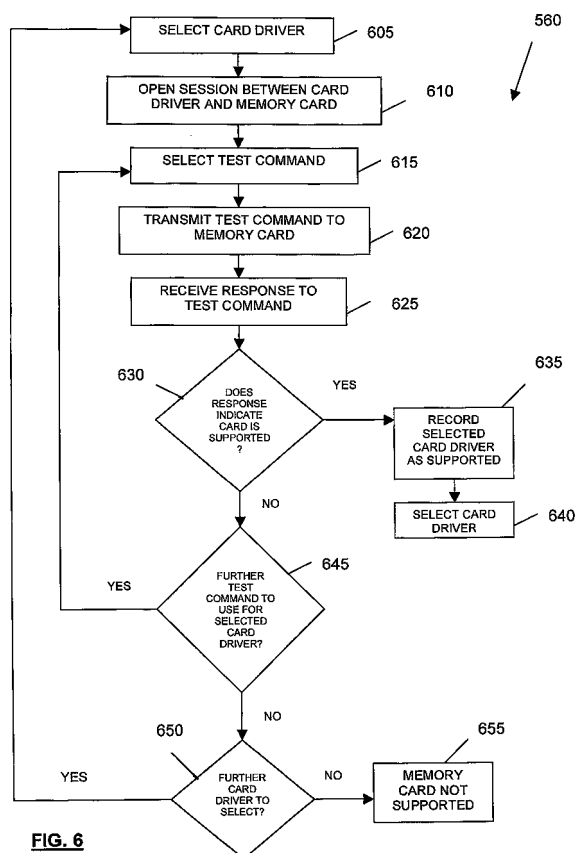 SELECT CARD DRIVER
605
560
OPEN SESSION BETWEEN CARD
DRIVER AND MEMORY CARD
610
SELECT TEST COMMAND
615
TRANSMIT TEST COMMAND TO
MEMORY CARD
620
RECEIVE RESPONSE TO
TEST COMMAND
625
630
DOES
RESPONSE
INDICATE
CARD IS
SUPPORTED
?
YES
635
RECORD
SELECTED
CARD DRIVER
AS SUPPORTED
SELECT CARD
DRIVER
640
NO
645
FURTHER
TEST
COMMAND TO
USE FOR
SELECTED
CARD
DRIVER?
YES
NO
650
FURTHER
CARD
DRIVER TO
SELECT?
YES
NO
655
MEMORY
CARD NOT
SUPPORTED
FIG. 6